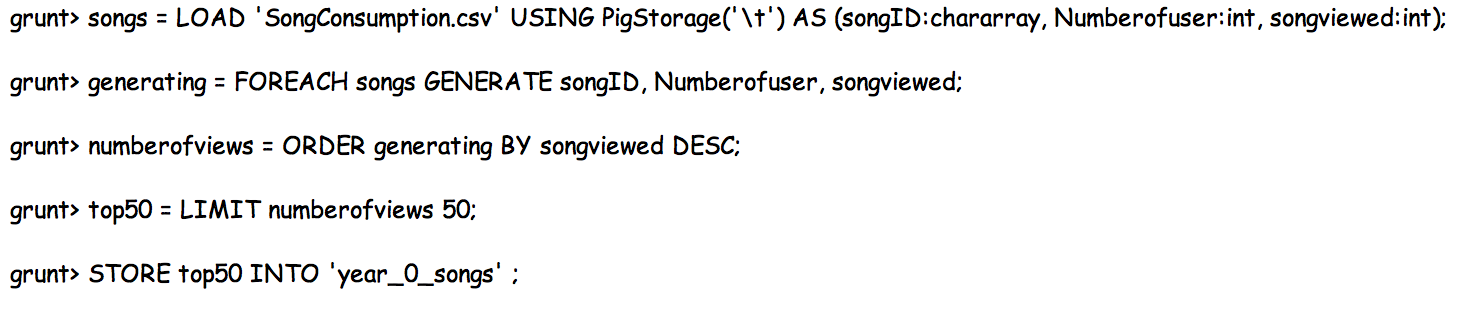 grunt> songs = LOAD 'SongConsumption.csv' USING PigStorage('\t') AS (songID:chararray, Numberofuser:int, songviewed:int);
grunt> generating = FOREACH songs GENERATE songID, Numberofuser, songviewed;
grunt> numberofviews = ORDER generating BY songviewed DESC;
grunt> top50 = LIMIT numberofviews 50;
grunt> STORE top50 INTO 'year_0_songs' ;